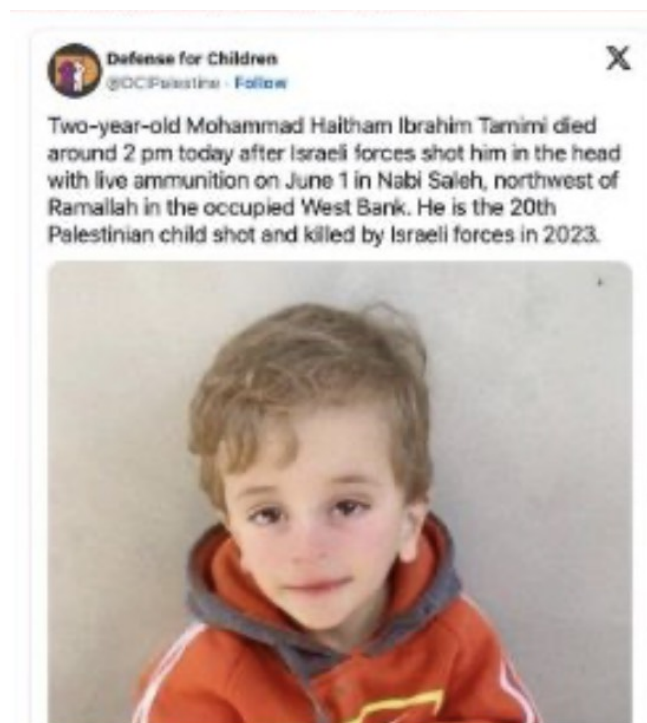 Defense for Children
@DCIPalestine · Follow
Two-year-old Mohammad Haitham Ibrahim Tamimi died
around 2 pm today after Israeli forces shot him in the head
with live ammunition on June 1 in Nabi Saleh, northwest of
Ramallah in the occupied West Bank. He is the 20th
Palestinian child shot and killed by Israeli forces in 2023.